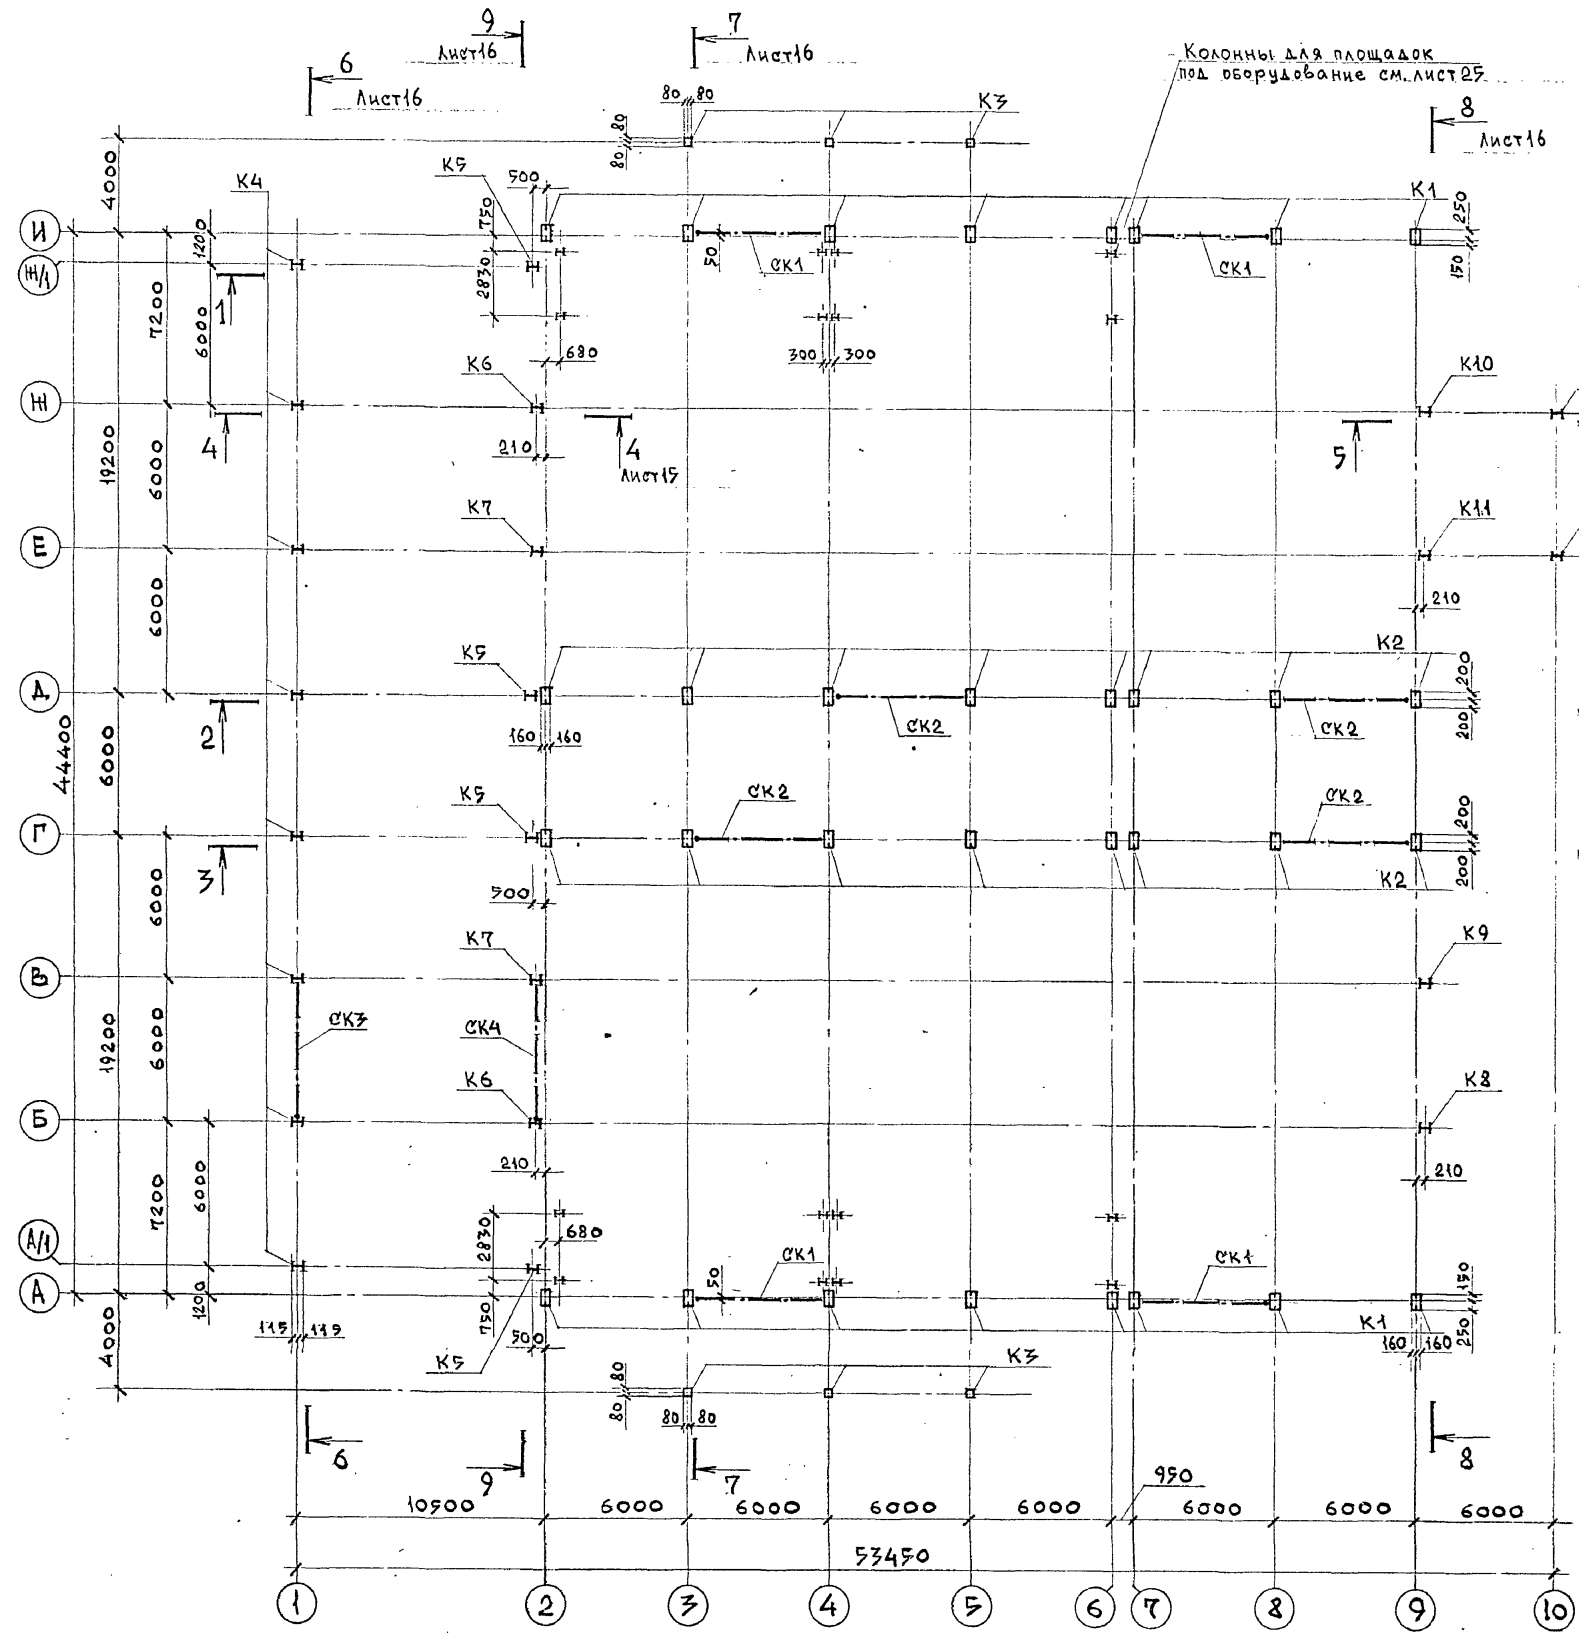 9
Лист16
7
Лист16
6
Лист16
Колонны для площадок
под оборудование см. лист 25
8
Лист16
80 80
К3
80
80
4000
К4
К5
500
К1
250
И
750
1200
50
СК1
СК1
150
Ж/1
2830
1
7200
6000
680
300 300
К6
К10
Ж
4
210
4
Лист15
5
19200
6000
К7
К11
Е
6000
210
К5
К2
200
Д
2
160 160
СК2
СК2
200
44400
6000
К5
СК2
СК2
200
Г
3
К2
200
500
6000
К7
К9
В
СК3
СК4
19200
6000
К6
К8
Б
210
210
6000
7200
2830
680
А/1
СК1
СК1
50
150
А
1200
750
115 115
500
К1
250
160 160
4000
К5
К3
80
80
80 80
6
9
7
8
950
10500
6000
6000
6000
6000
6000
6000
6000
53450
1
2
3
4
5
6
7
8
9
10